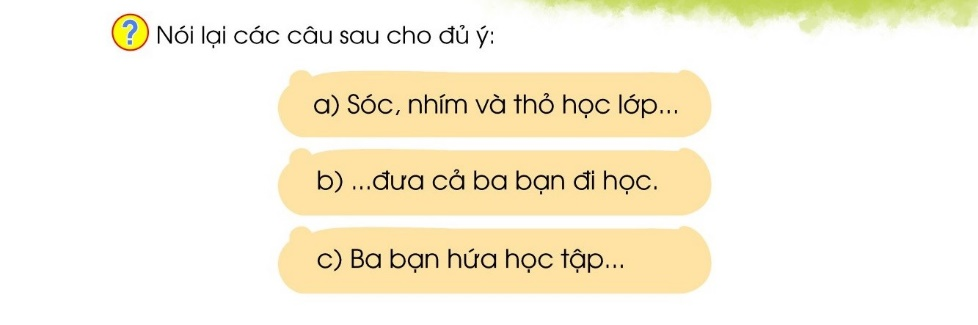 ? Nói lại các câu sau cho đủ ý:
a) Sóc, nhím và thỏ học lớp...
b) ...đưa cả ba bạn đi học.
c) Ba bạn hứa học tập...